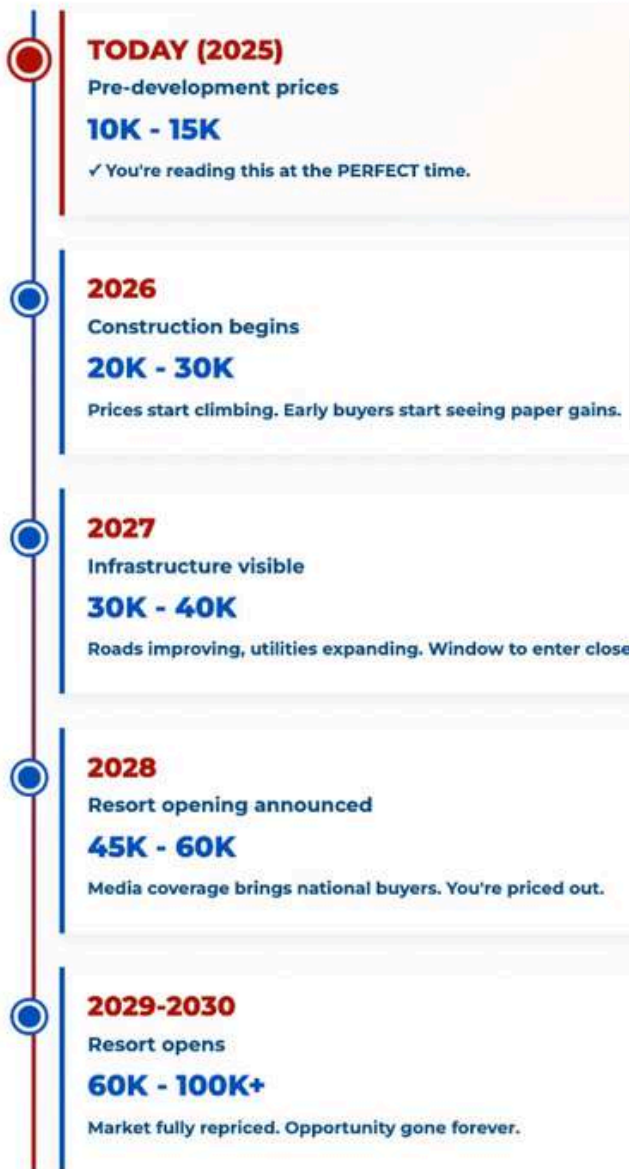 TODAY (2025)
Pre-development prices
10K - 15K
✓ You're reading this at the PERFECT time.
2026
Construction begins
20K - 30K
Prices start climbing. Early buyers start seeing paper gains.
2027
Infrastructure visible
30K - 40K
Roads improving, utilities expanding. Window to enter close
2028
Resort opening announced
45K - 60K
Media coverage brings national buyers. You're priced out.
2029-2030
Resort opens
60K - 100K+
Market fully repriced. Opportunity gone forever.